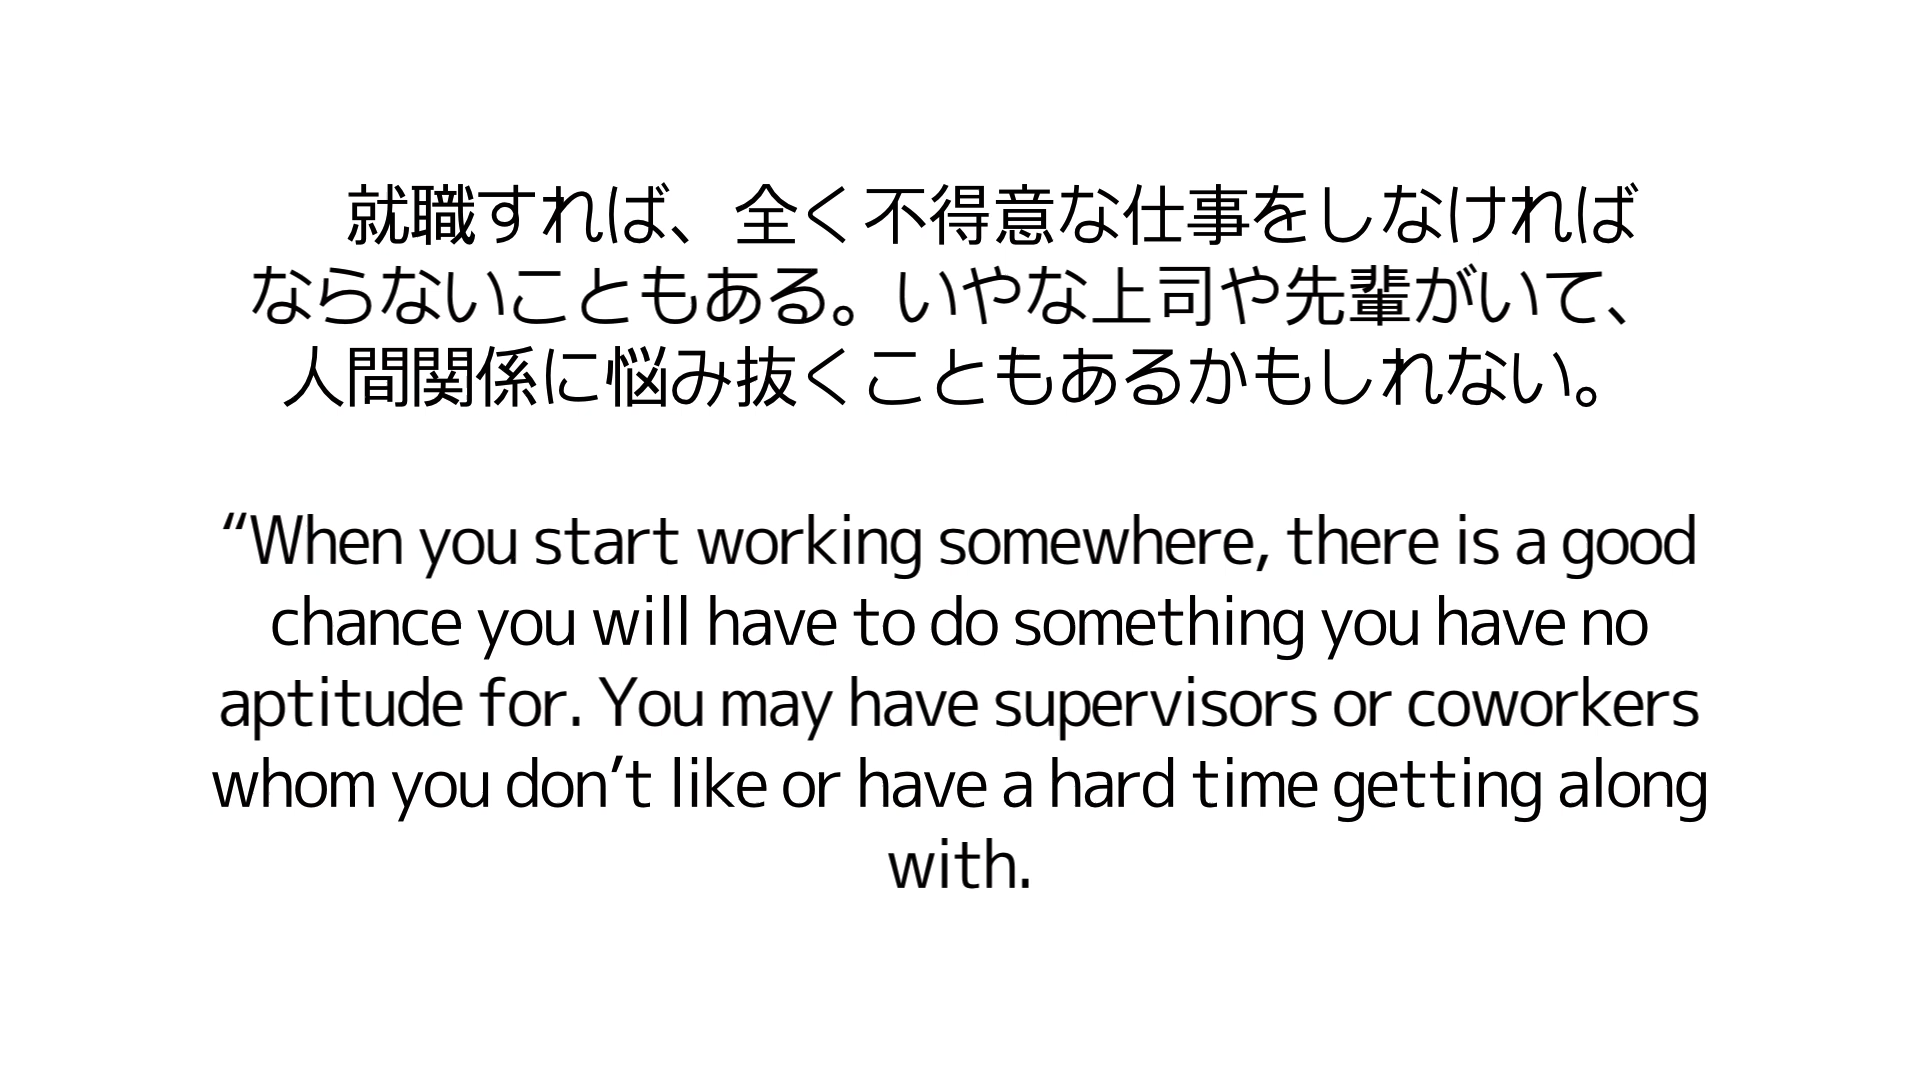 就職すれば、全く不得意な仕事をしなければ
ならないこともある。いやな上司や先輩がいて、
人間関係に悩み抜くこともあるかもしれない。
“When you start working somewhere, there is a good
chance you will have to do something you have no
aptitude for. You may have supervisors or coworkers
whom you don’t like or have a hard time getting along
with.